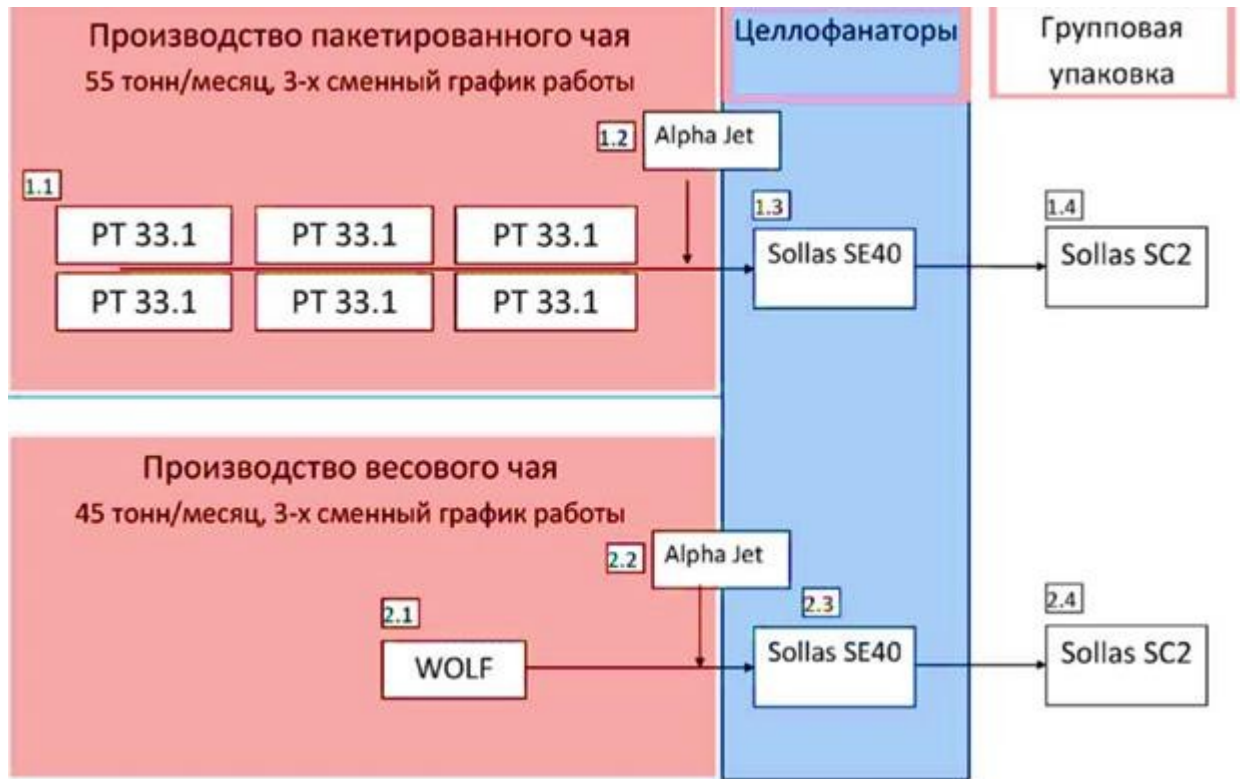 Производство пакетированного чая
55 тонн/месяц, 3-х сменный график работы
Целлофанаторы
Групповая
упаковка
1.2
Alpha Jet
1.1
PT 33.1
PT 33.1
PT 33.1
PT 33.1
PT 33.1
PT 33.1
1.3
Sollas SE40
1.4
Sollas SC2
Производство весового чая
45 тонн/месяц, 3-х сменный график работы
2.2
Alpha Jet
2.1
WOLF
2.3
Sollas SE40
2.4
Sollas SC2